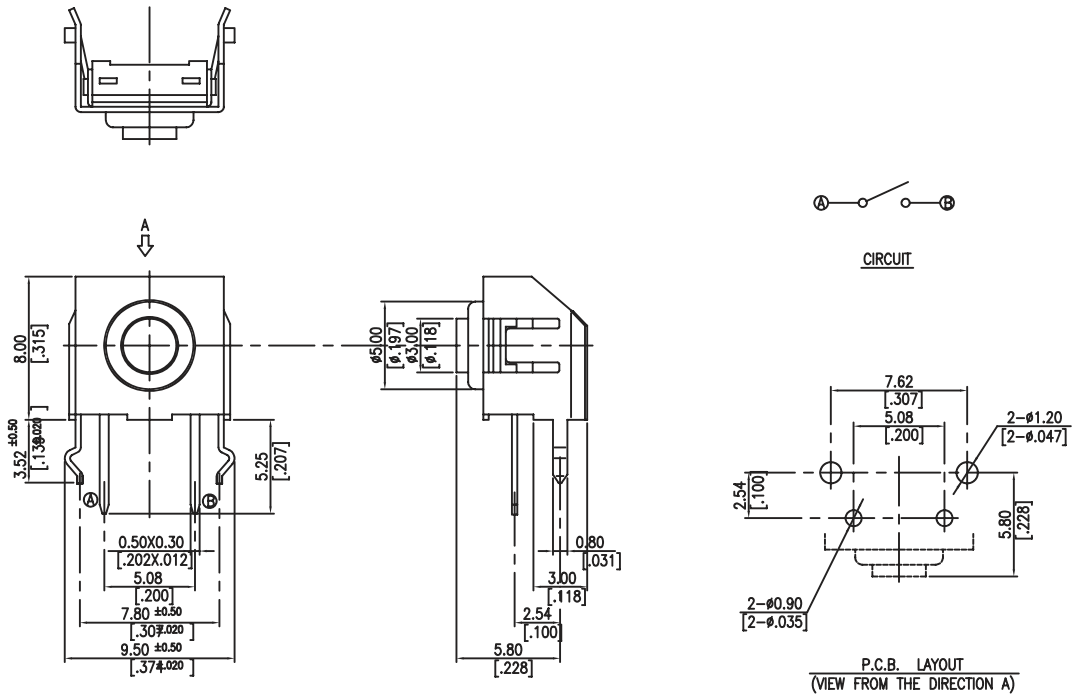 A
A
B
CIRCUIT
8.00
[.315]
3.52 ±0.50
A
B
5.25
[.207]
0.50X0.30
[.202X.012]
5.08
[.200]
7.80 ±0.50
9.50 ±0.50
ø5.00
[ø.197]
ø3.00
[ø.118]
0.80
[.031]
3.00
[.118]
2.54
[.100]
5.80
[.228]
7.62
[.307]
5.08
[.200]
2-ø1.20
[2-ø.047]
2.54
[.100]
5.80
[.228]
2-ø0.90
[2-ø.035]
P.C.B. LAYOUT
(VIEW FROM THE DIRECTION A)